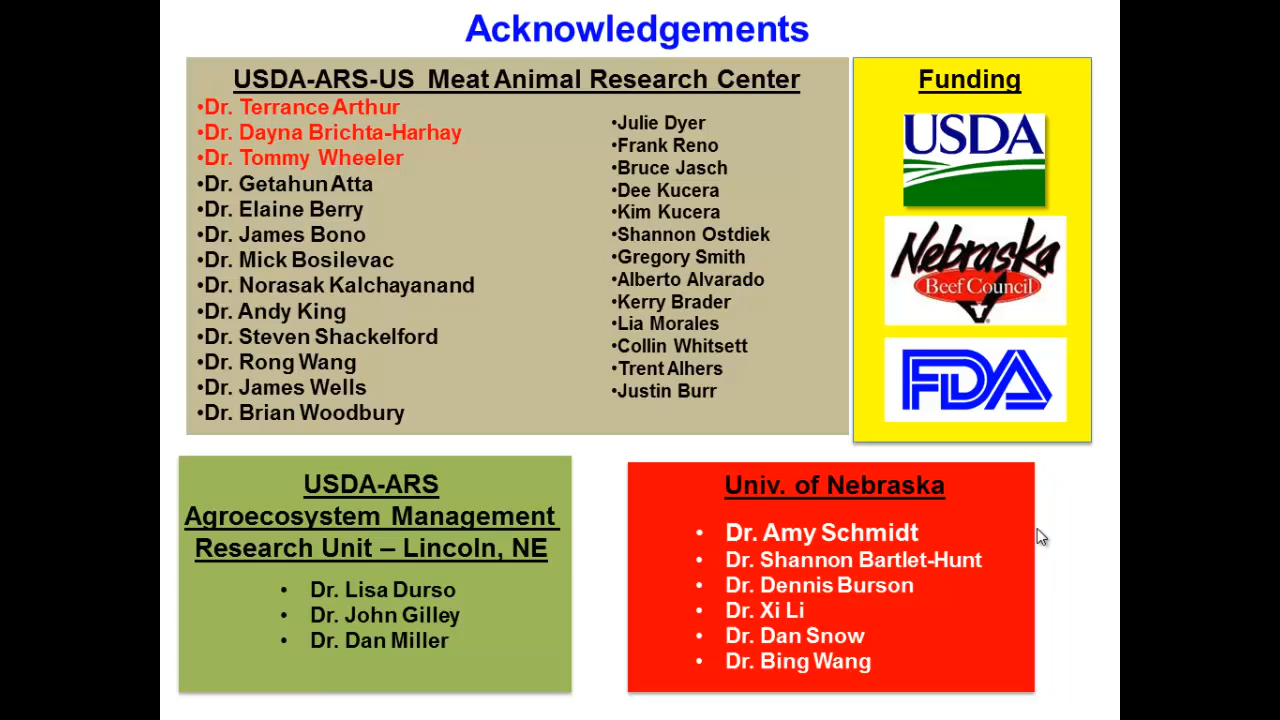 Acknowledgements
USDA-ARS-US Meat Animal Research Center
•Dr. Terrance Arthur
•Dr. Dayna Brichta-Harhay
•Dr. Tommy Wheeler
•Dr. Getahun Atta
•Dr. Elaine Berry
•Dr. James Bono
•Dr. Mick Bosilevac
•Dr. Norasak Kalchayanand
•Dr. Andy King
•Dr. Steven Shackelford
•Dr. Rong Wang
•Dr. James Wells
•Dr. Brian Woodbury
•Julie Dyer
•Frank Reno
•Bruce Jasch
•Dee Kucera
•Kim Kucera
•Shannon Ostdiek
•Gregory Smith
•Alberto Alvarado
•Kerry Brader
•Lia Morales
•Collin Whitsett
•Trent Alhers
•Justin Burr
Funding
USDA
Nebraska
Beef Council
FDA
USDA-ARS
Agroecosystem Management
Research Unit – Lincoln, NE
• Dr. Lisa Durso
• Dr. John Gilley
• Dr. Dan Miller
Univ. of Nebraska
• Dr. Amy Schmidt
• Dr. Shannon Bartlet-Hunt
• Dr. Dennis Burson
• Dr. Xi Li
• Dr. Dan Snow
• Dr. Bing Wang